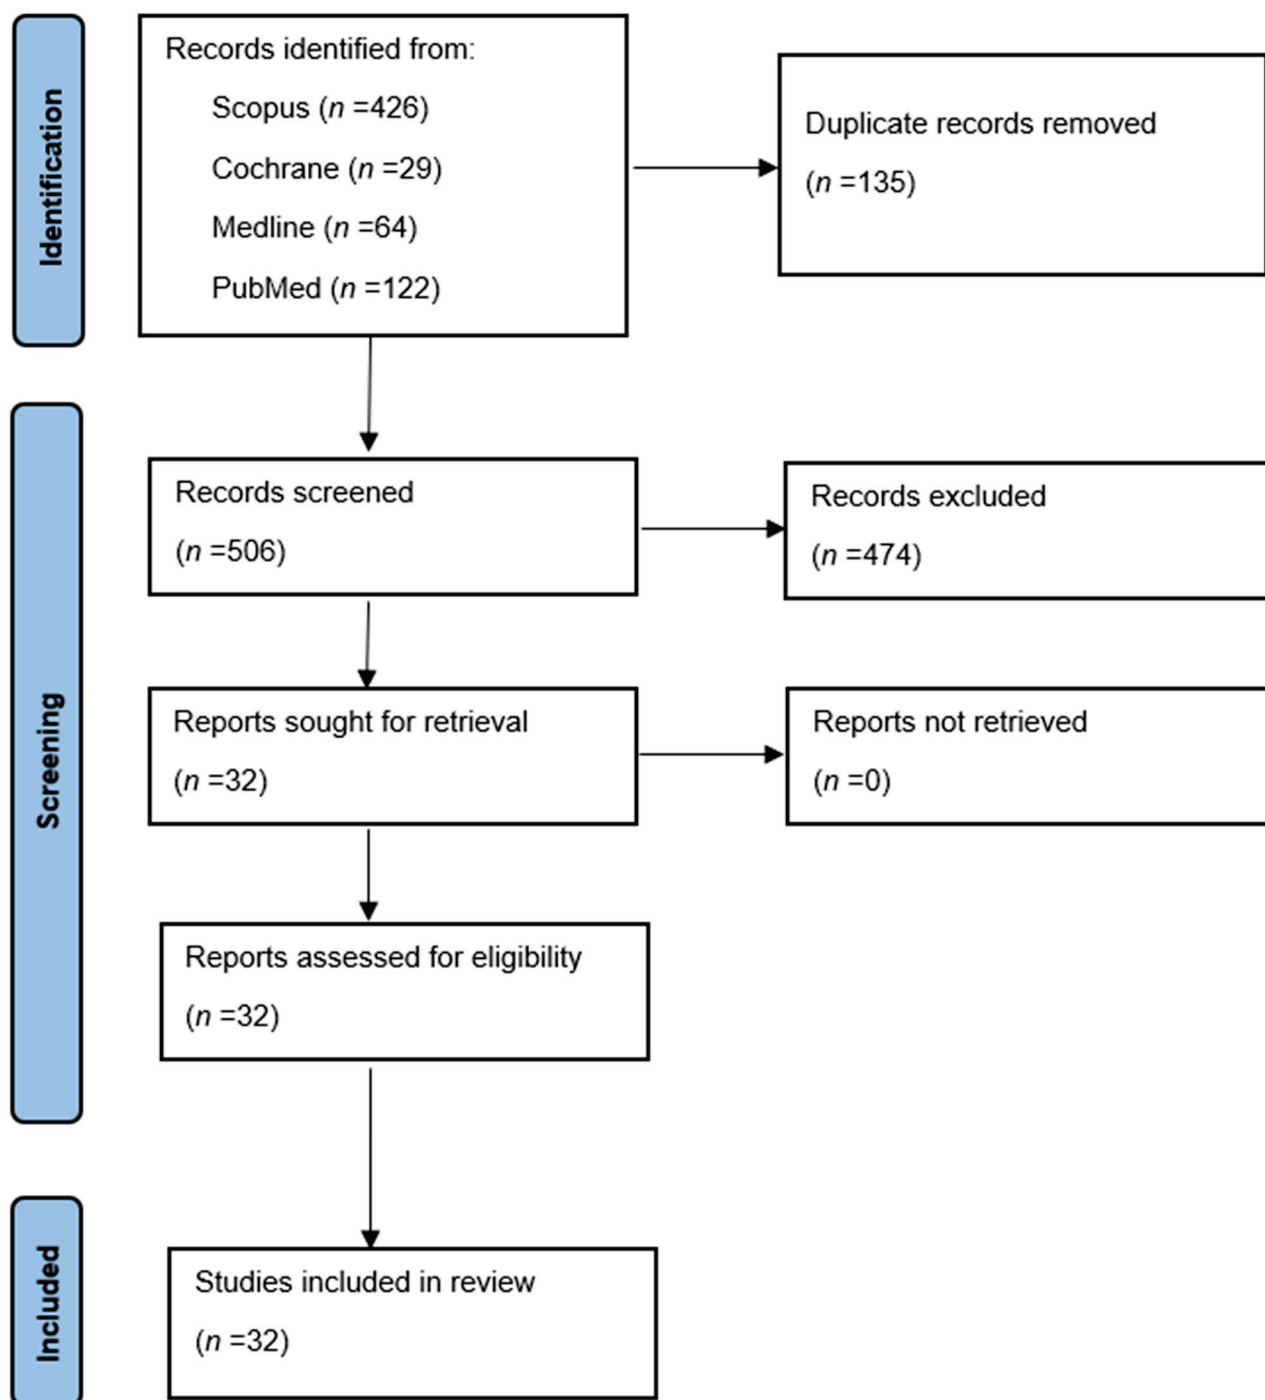 Identification
Records identified from:
Scopus (n =426)
Cochrane (n =29)
Medline (n =64)
PubMed (n =122)
Duplicate records removed
(n =135)
Screening
Records screened
(n =506)
Records excluded
(n =474)
Reports sought for retrieval
(n =32)
Reports not retrieved
(n =0)
Reports assessed for eligibility
(n =32)
Included
Studies included in review
(n =32)